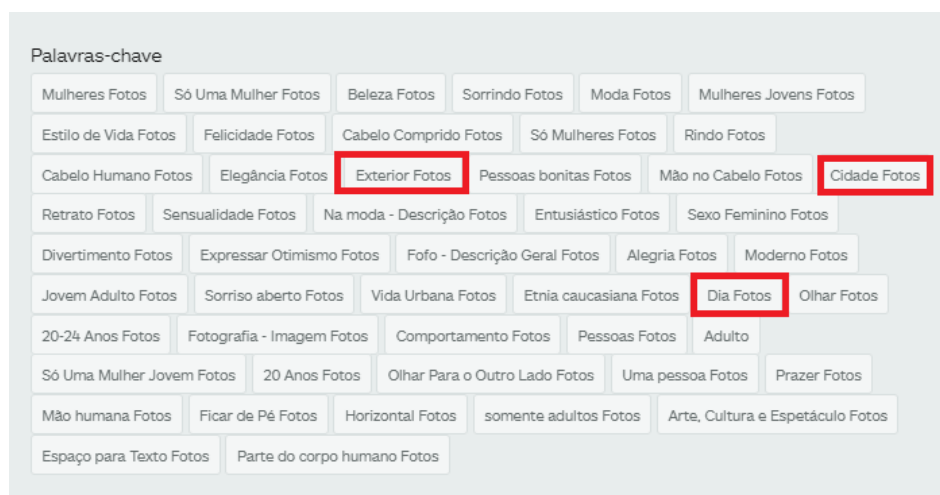 Palavras-chave
Mulheres Fotos Só Uma Mulher Fotos Beleza Fotos Sorrindo Fotos Moda Fotos Mulheres Jovens Fotos
Estilo de Vida Fotos Felicidade Fotos Cabelo Comprido Fotos Só Mulheres Fotos Rindo Fotos
Cabelo Humano Fotos Elegância Fotos Exterior Fotos Pessoas bonitas Fotos Mão no Cabelo Fotos Cidade Fotos
Retrato Fotos Sensualidade Fotos Na moda - Descrição Fotos Entusiástico Fotos Sexo Feminino Fotos
Divertimento Fotos Expressar Otimismo Fotos Fofo - Descrição Geral Fotos Alegria Fotos Moderno Fotos
Jovem Adulto Fotos Sorriso aberto Fotos Vida Urbana Fotos Etnia caucasiana Fotos Dia Fotos Olhar Fotos
20-24 Anos Fotos Fotografia - Imagem Fotos Comportamento Fotos Pessoas Fotos Adulto
Só Uma Mulher Jovem Fotos 20 Anos Fotos Olhar Para o Outro Lado Fotos Uma pessoa Fotos Prazer Fotos
Mão humana Fotos Ficar de Pé Fotos Horizontal Fotos somente adultos Fotos Arte, Cultura e Espetáculo Fotos
Espaço para Texto Fotos Parte do corpo humano Fotos